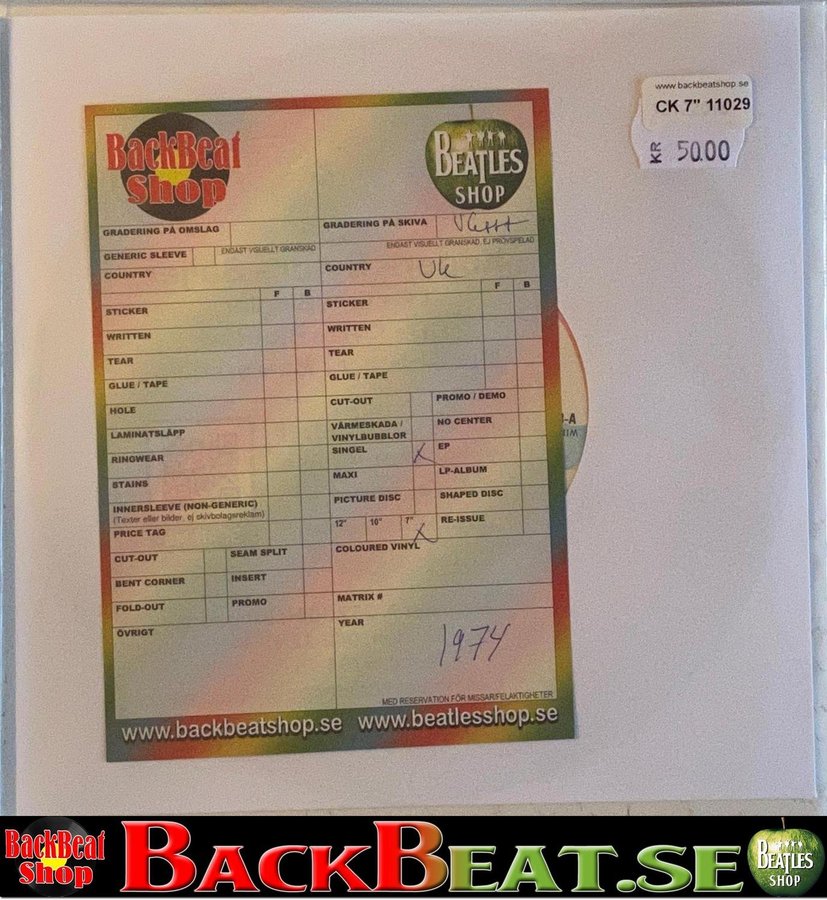 www.backbeatshop.se
CK 7" 11029
KR 50.00
BackBeat
Shop
BEATLES
SHOP
GRADERING PÅ OMSLAG
GRADERING PÅ SKIVA
ENDAST VISUELLT GRANSKAD
ENDAST VISUELLT GRANSKAD, EJ PROVSPELAD
GENERIC SLEEVE
COUNTRY
COUNTRY UK
F B
F B
STICKER
STICKER
WRITTEN
WRITTEN
TEAR
TEAR
GLUE / TAPE
GLUE / TAPE
HOLE
CUT-OUT PROMO / DEMO
LAMINATSLÄPP
VÄRMESKADA /
VINYLBUBBLOR
NO CENTER
RINGWEAR
SINGEL X EP
STAINS
MAXI LP-ALBUM
INNERSLEEVE (NON-GENERIC)
(Texter eller bilder, ej skivbolagsreklam)
PICTURE DISC SHAPED DISC
PRICE TAG
12" 10" 7" X RE-ISSUE
CUT-OUT SEAM SPLIT
COLOURED VINYL
BENT CORNER INSERT
FOLD-OUT PROMO
MATRIX #
ÖVRIGT
YEAR
1974
MED RESERVATION FÖR MISSAR/FELAKTIGHETER
www.backbeatshop.se www.beatlesshop.se
-A
BackBeat
Shop
BACKBEAT.SE
BEATLES
SHOP